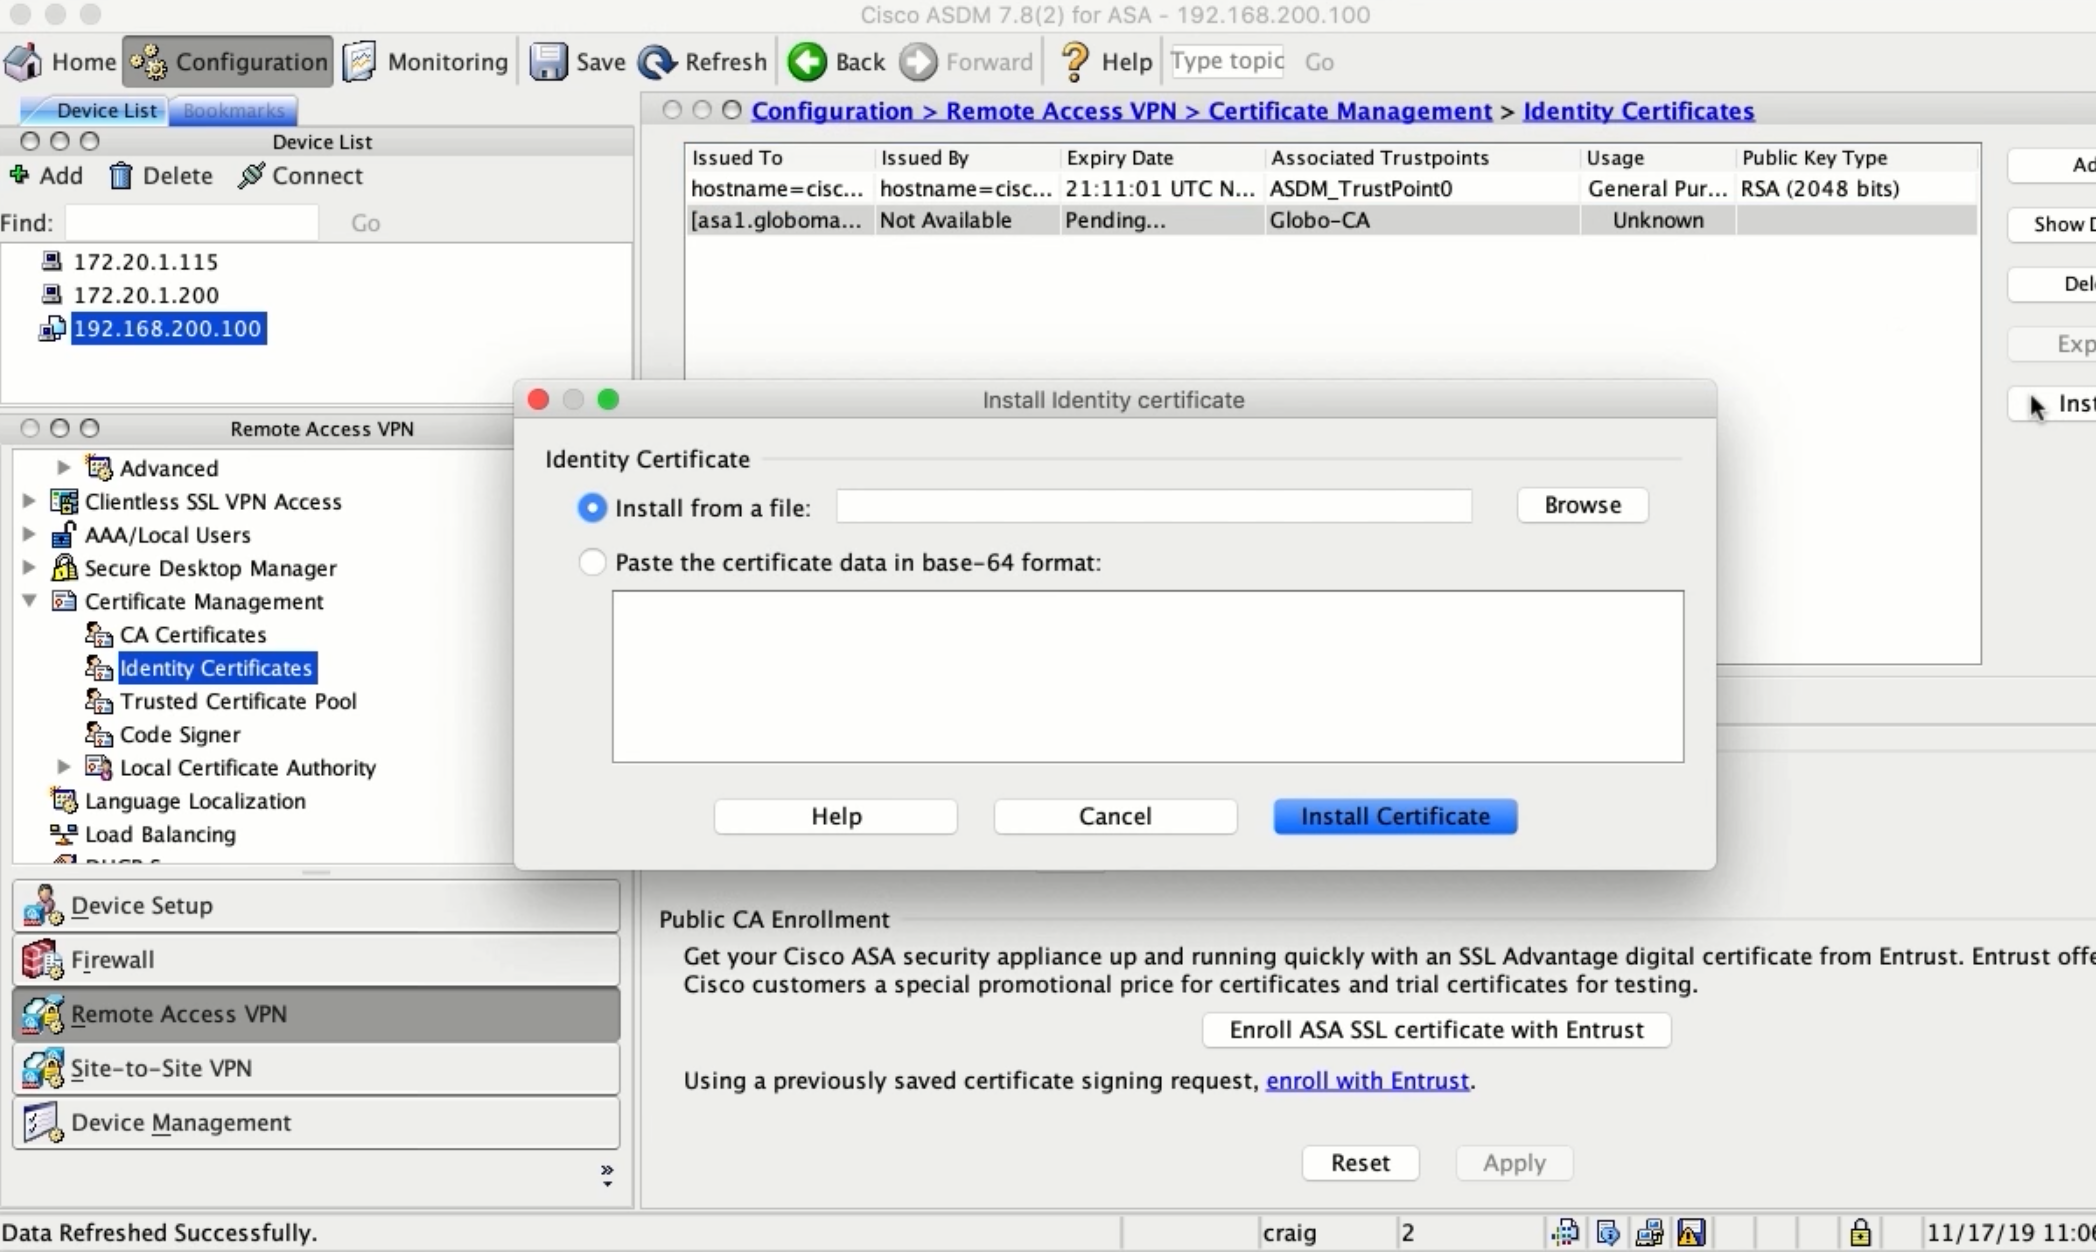 Cisco ASDM 7.8(2) for ASA - 192.168.200.100
Home Configuration Monitoring Save Refresh Back Forward Help Type topic Go
Device List Bookmarks
Device List
Add Delete Connect
Find: Go
172.20.1.115
172.20.1.200
192.168.200.100
Remote Access VPN
Advanced
Clientless SSL VPN Access
AAA/Local Users
Secure Desktop Manager
Certificate Management
CA Certificates
Identity Certificates
Trusted Certificate Pool
Code Signer
Local Certificate Authority
Language Localization
Load Balancing
Device Setup
Firewall
Remote Access VPN
Site-to-Site VPN
Device Management
Configuration > Remote Access VPN > Certificate Management > Identity Certificates
Issued To Issued By Expiry Date Associated Trustpoints Usage Public Key Type
hostname=cisc... hostname=cisc... 21:11:01 UTC N... ASDM_TrustPoint0 General Pur... RSA (2048 bits)
[asa1.globoma... Not Available Pending... Globo-CA Unknown
Ad
Show D
Del
Exp
Inst
Install Identity certificate
Identity Certificate
Install from a file: Browse
Paste the certificate data in base-64 format:
Help Cancel Install Certificate
Public CA Enrollment
Get your Cisco ASA security appliance up and running quickly with an SSL Advantage digital certificate from Entrust. Entrust offe
Cisco customers a special promotional price for certificates and trial certificates for testing.
Enroll ASA SSL certificate with Entrust
Using a previously saved certificate signing request, enroll with Entrust.
Reset Apply
Data Refreshed Successfully. craig 2 11/17/19 11:0